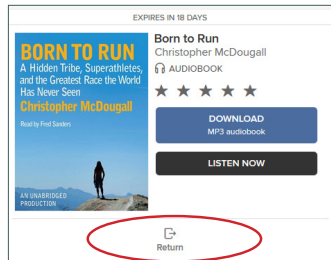 EXPIRES IN 18 DAYS
BORN TO RUN
A Hidden Tribe, Superathletes,
and the Greatest Race the World
Has Never Seen
Christopher McDougall
Read by Fred Sanders
AN UNABRIDGED
PRODUCTION
Born to Run
Christopher McDougall
AUDIOBOOK
DOWNLOAD
MP3 audiobook
LISTEN NOW
Return